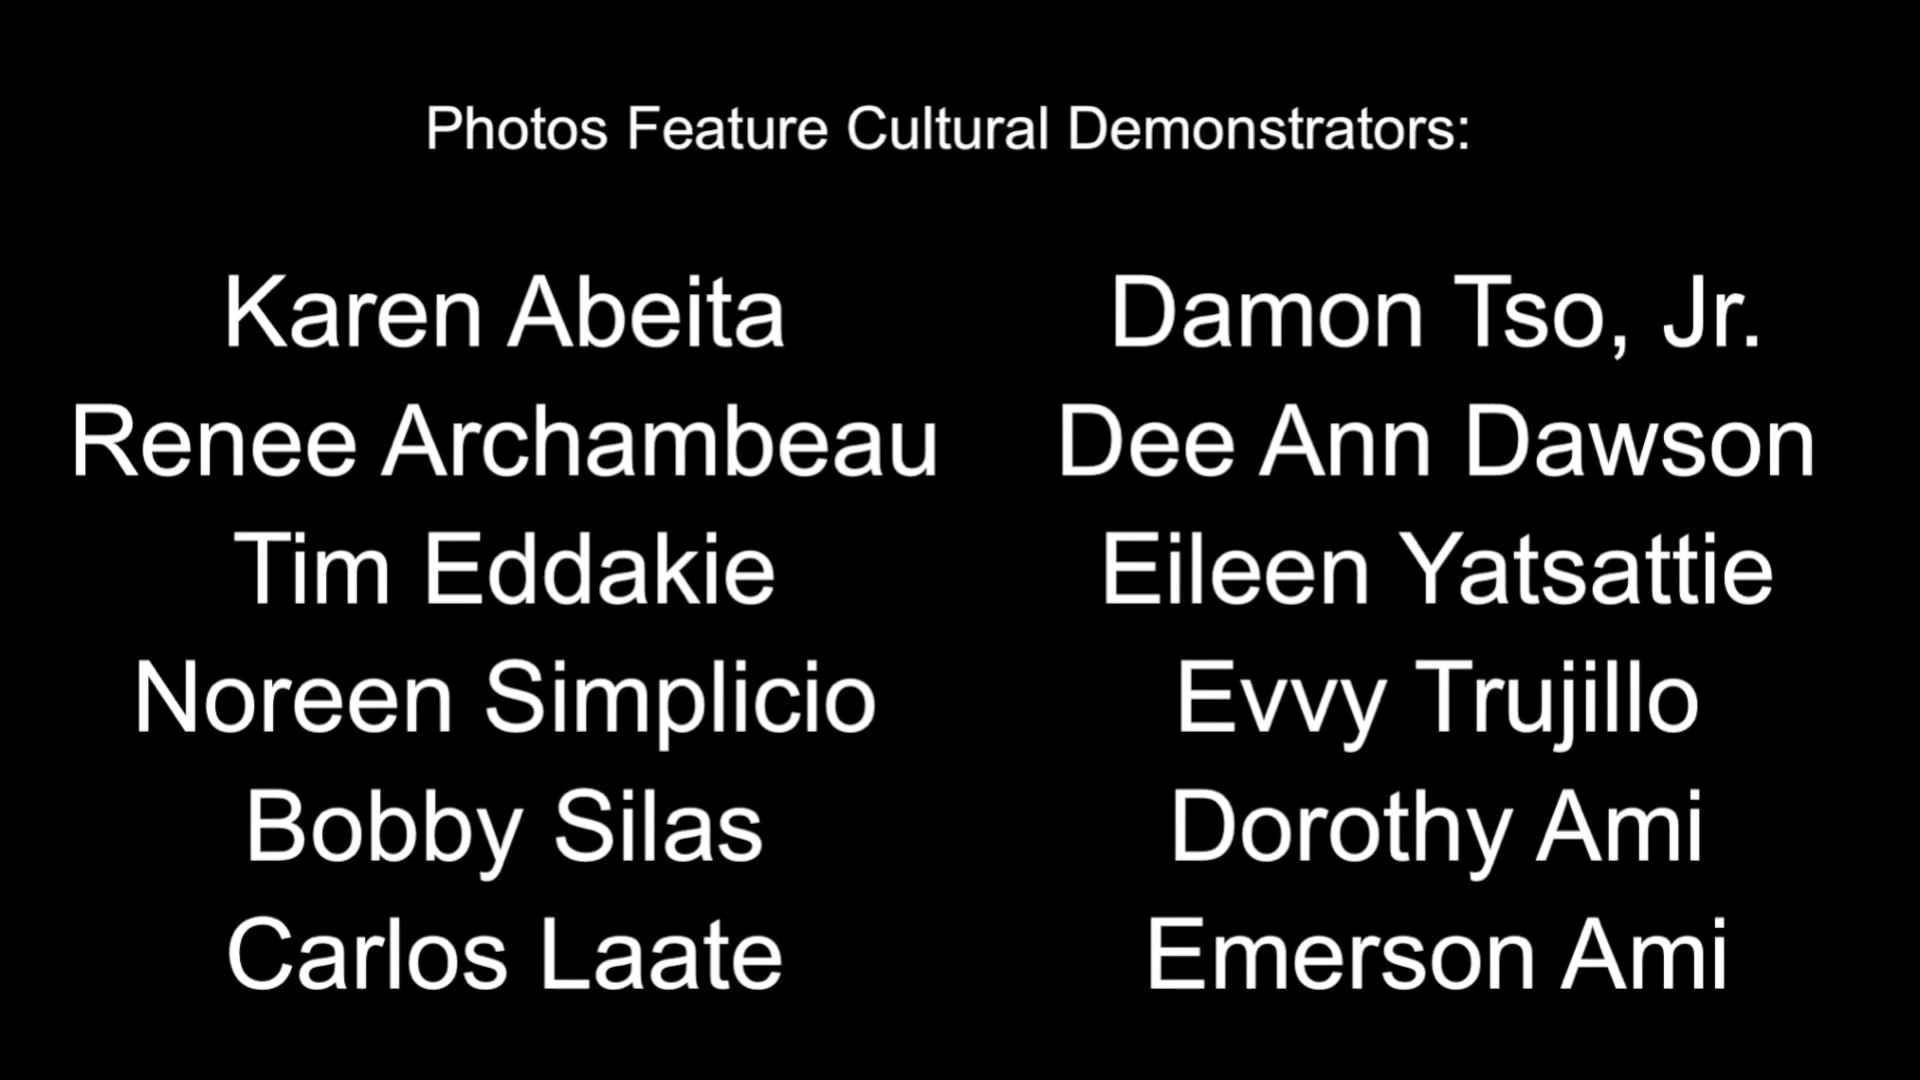 Photos Feature Cultural Demonstrators:
Karen Abeita
Renee Archambeau
Tim Eddakie
Noreen Simplicio
Bobby Silas
Carlos Laate
Damon Tso, Jr.
Dee Ann Dawson
Eileen Yatsattie
Evvy Trujillo
Dorothy Ami
Emerson Ami